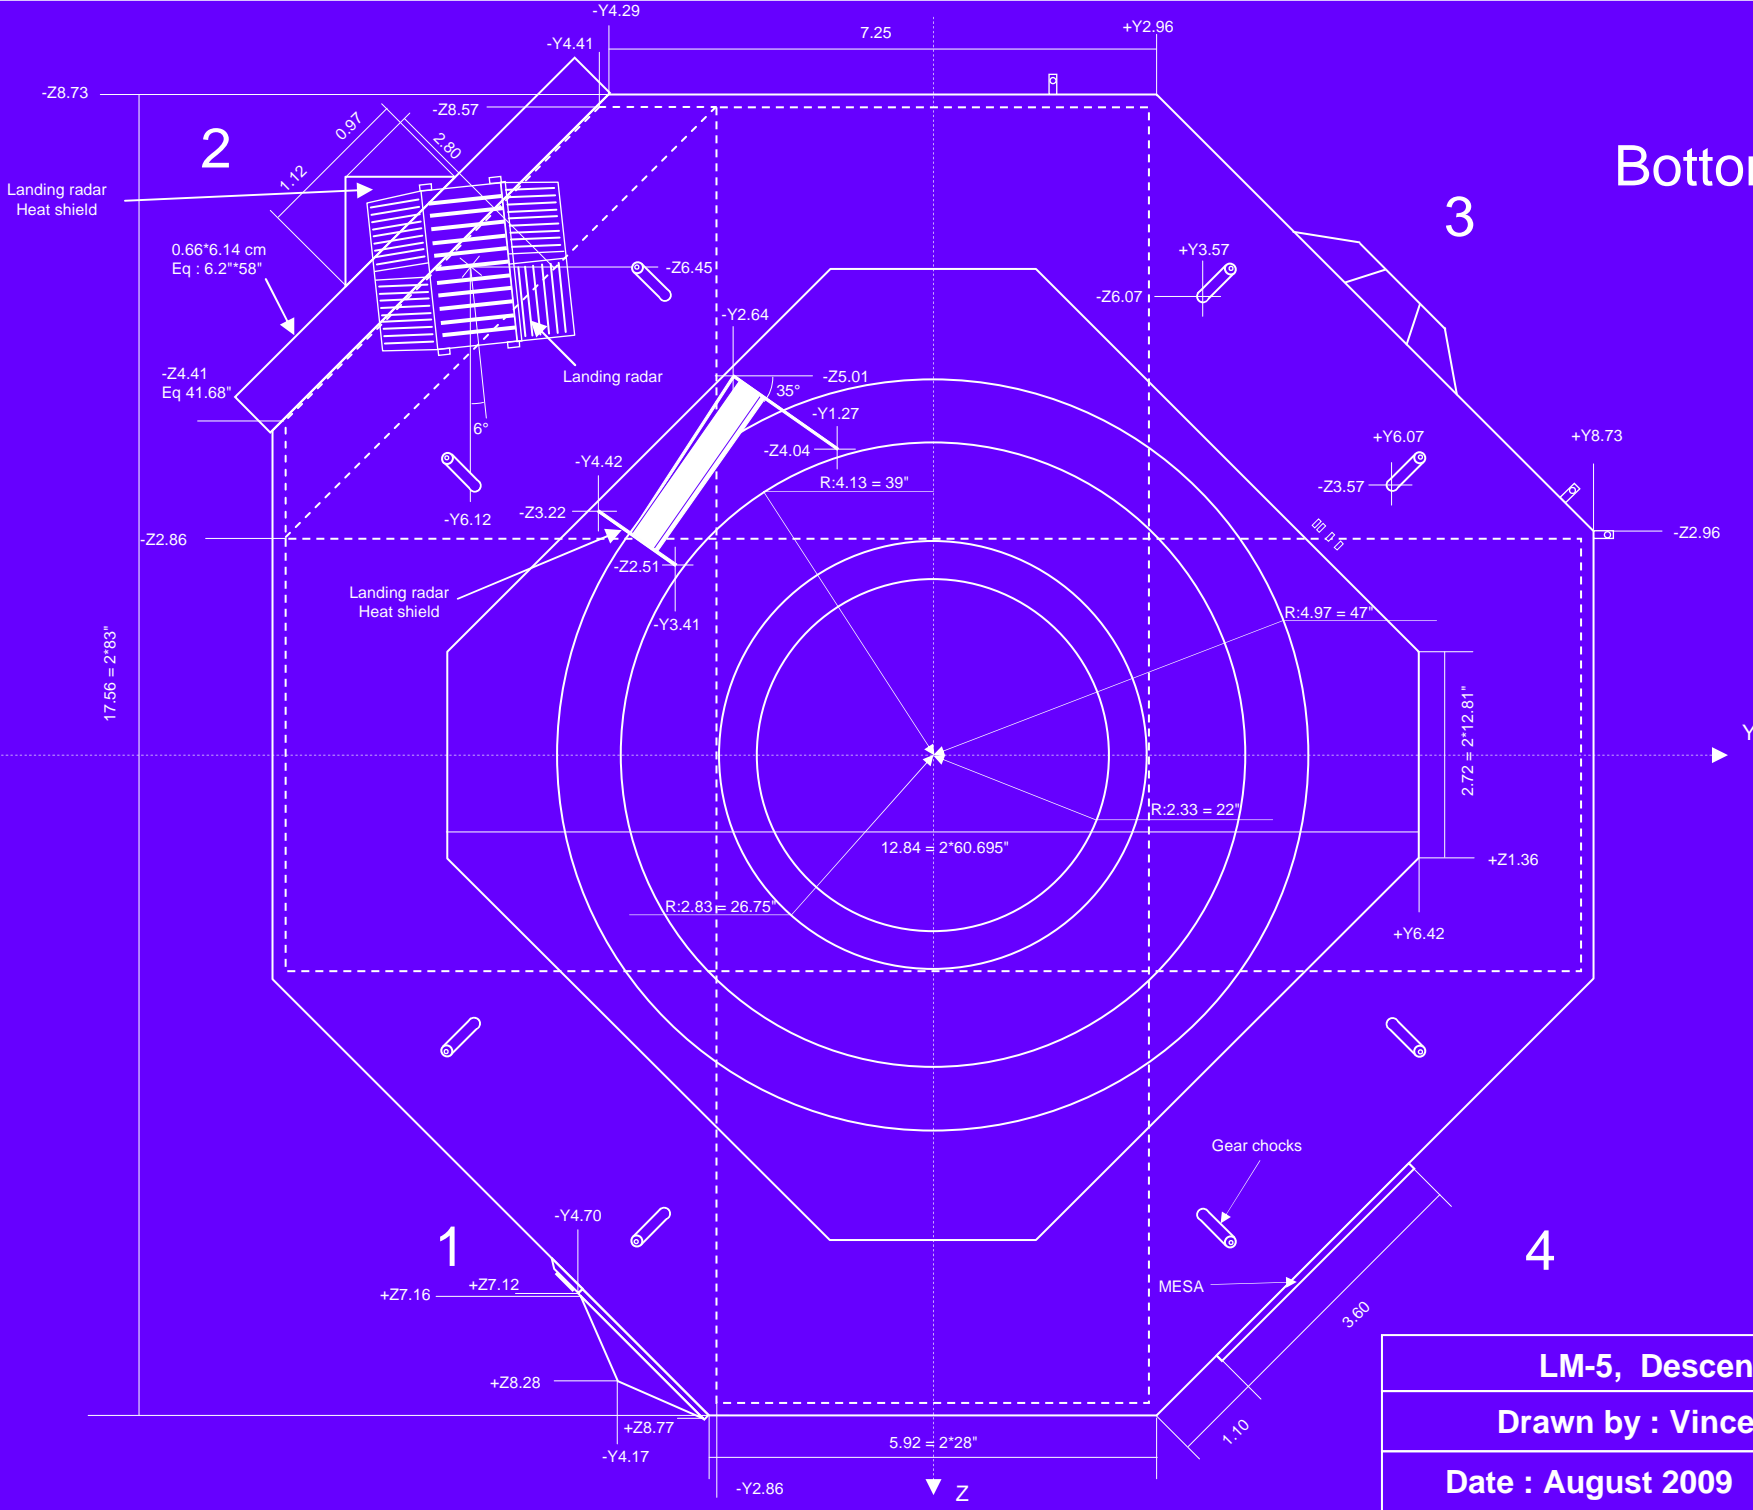 -Y4.29
7.25
+Y2.96
-Y4.41
-Z8.73
-Z8.57
2
0.97
2.80
1.12
Bottom
Landing radar
Heat shield
3
0.66*6.14 cm
Eq : 6.2"*58"
+Y3.57
-Z6.45
-Z6.07
-Y2.64
-Z4.41
Eq 41.68"
Landing radar
-Z5.01
35°
-Y1.27
6°
-Z4.04
+Y6.07
+Y8.73
-Y4.42
R:4.13 = 39"
-Z3.57
-Y6.12
-Z3.22
-Z2.86
-Z2.96
-Z2.51
Landing radar
Heat shield
R:4.97 = 47"
-Y3.41
17.56 = 2*83"
2.72 = 2*12.81"
Y
R:2.33 = 22"
12.84 = 2*60.695"
+Z1.36
R:2.83 = 26.75"
+Y6.42
Gear chocks
-Y4.70
1
+Z7.12
+Z7.16
MESA
4
3.60
+Z8.28
+Z8.77
-Y4.17
5.92 = 2*28"
1.10
-Y2.86
Z
LM-5, Descen
Drawn by : Vince
Date : August 2009